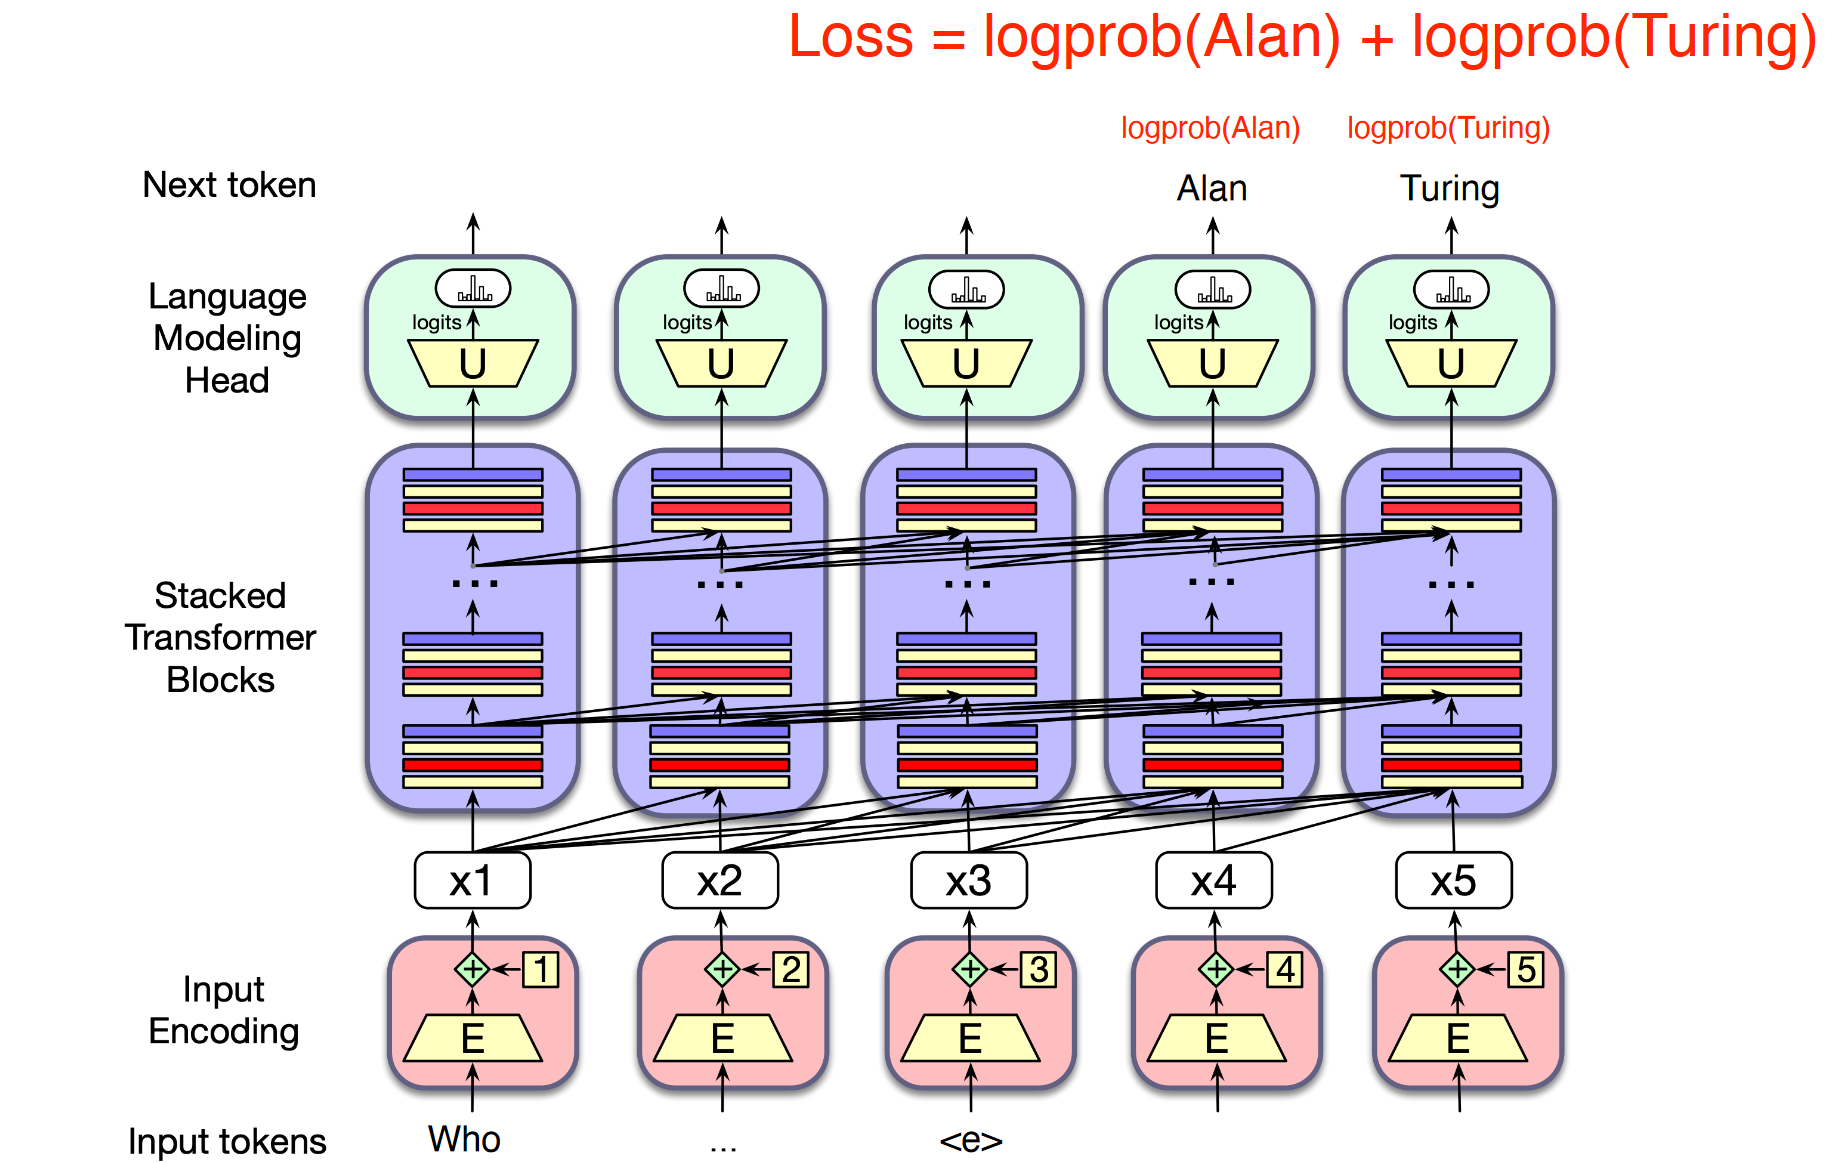 Loss = logprob(Alan) + logprob(Turing)
logprob(Alan) logprob(Turing)
Next token Alan Turing
Language
Modeling
Head
logits logits logits logits logits
U U U U U
Stacked
Transformer
Blocks
... ... ... ... ...
x1 x2 x3 x4 x5
Input
Encoding
+ 1 + 2 + 3 + 4 + 5
E E E E E
Input tokens Who ... <e>